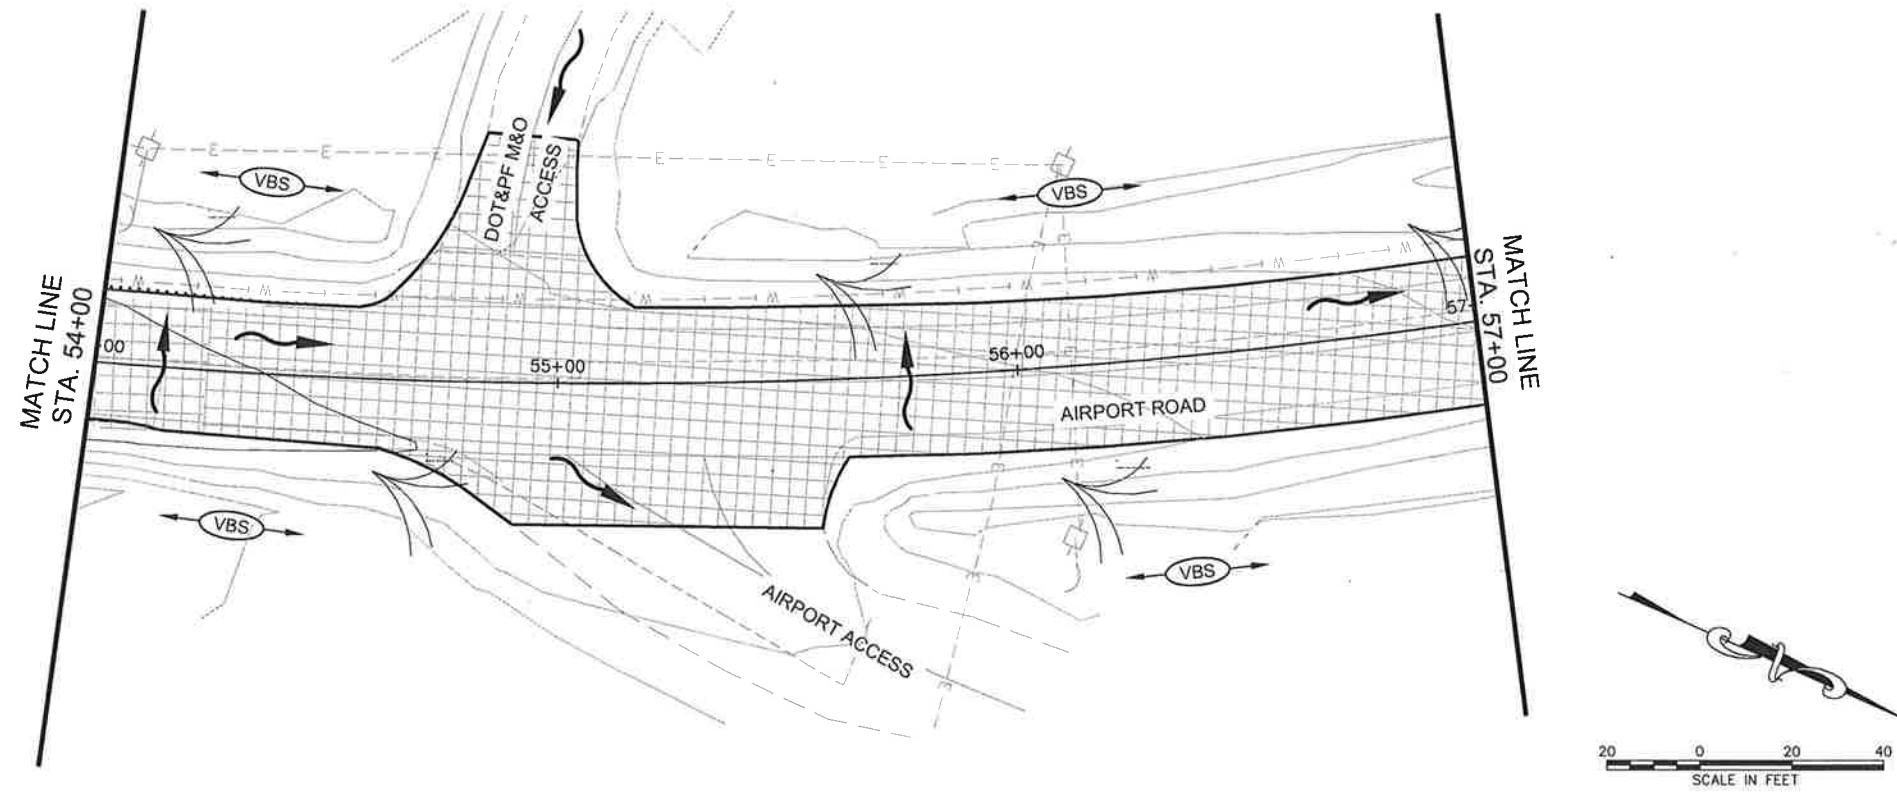 DOT&PF M&O
ACCESS
VBS
VBS
MATCH LINE
STA. 54+00
00
55+00
56+00
57
MATCH LINE
STA. 57+00
AIRPORT ROAD
VBS
VBS
AIRPORT ACCESS
E E E E E E E
W W W W W W W W W W W
E E E E E E
20 0 20 40
SCALE IN FEET